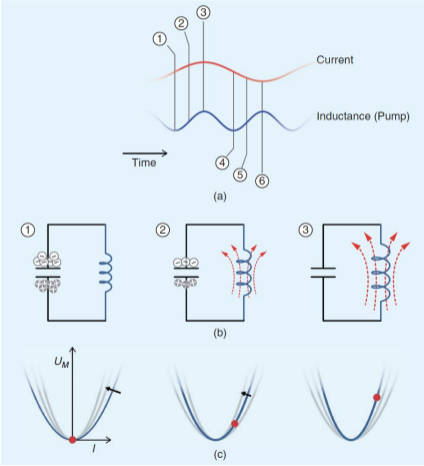 ③
②
①
Current
Inductance (Pump)
Time
④
⑤
⑥
(a)
① ② ③
(b)
U_M
I
(c)